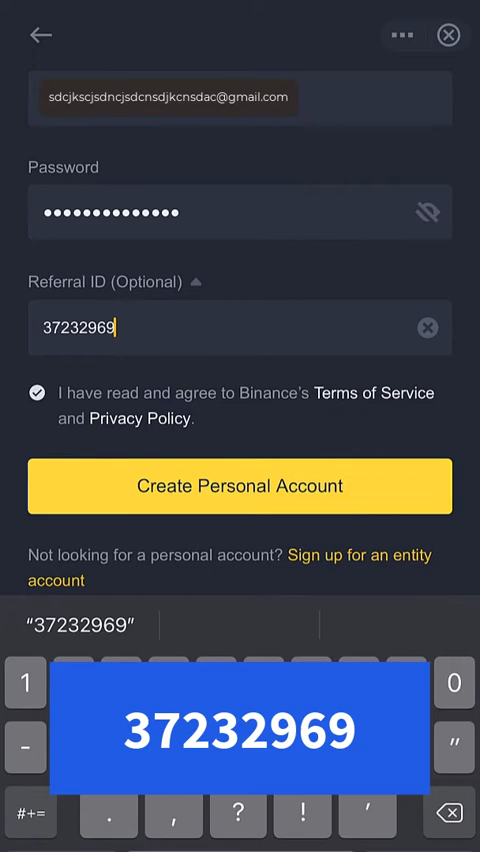 sdcjkscjsdncjsdcnsdjkcnsdac@gmail.com
Password
••••••••••••••
Referral ID (Optional)
37232969
I have read and agree to Binance’s Terms of Service
and Privacy Policy.
Create Personal Account
Not looking for a personal account? Sign up for an entity
account
“37232969”
1 0
37232969
- ”
#+= . , ? ! ’